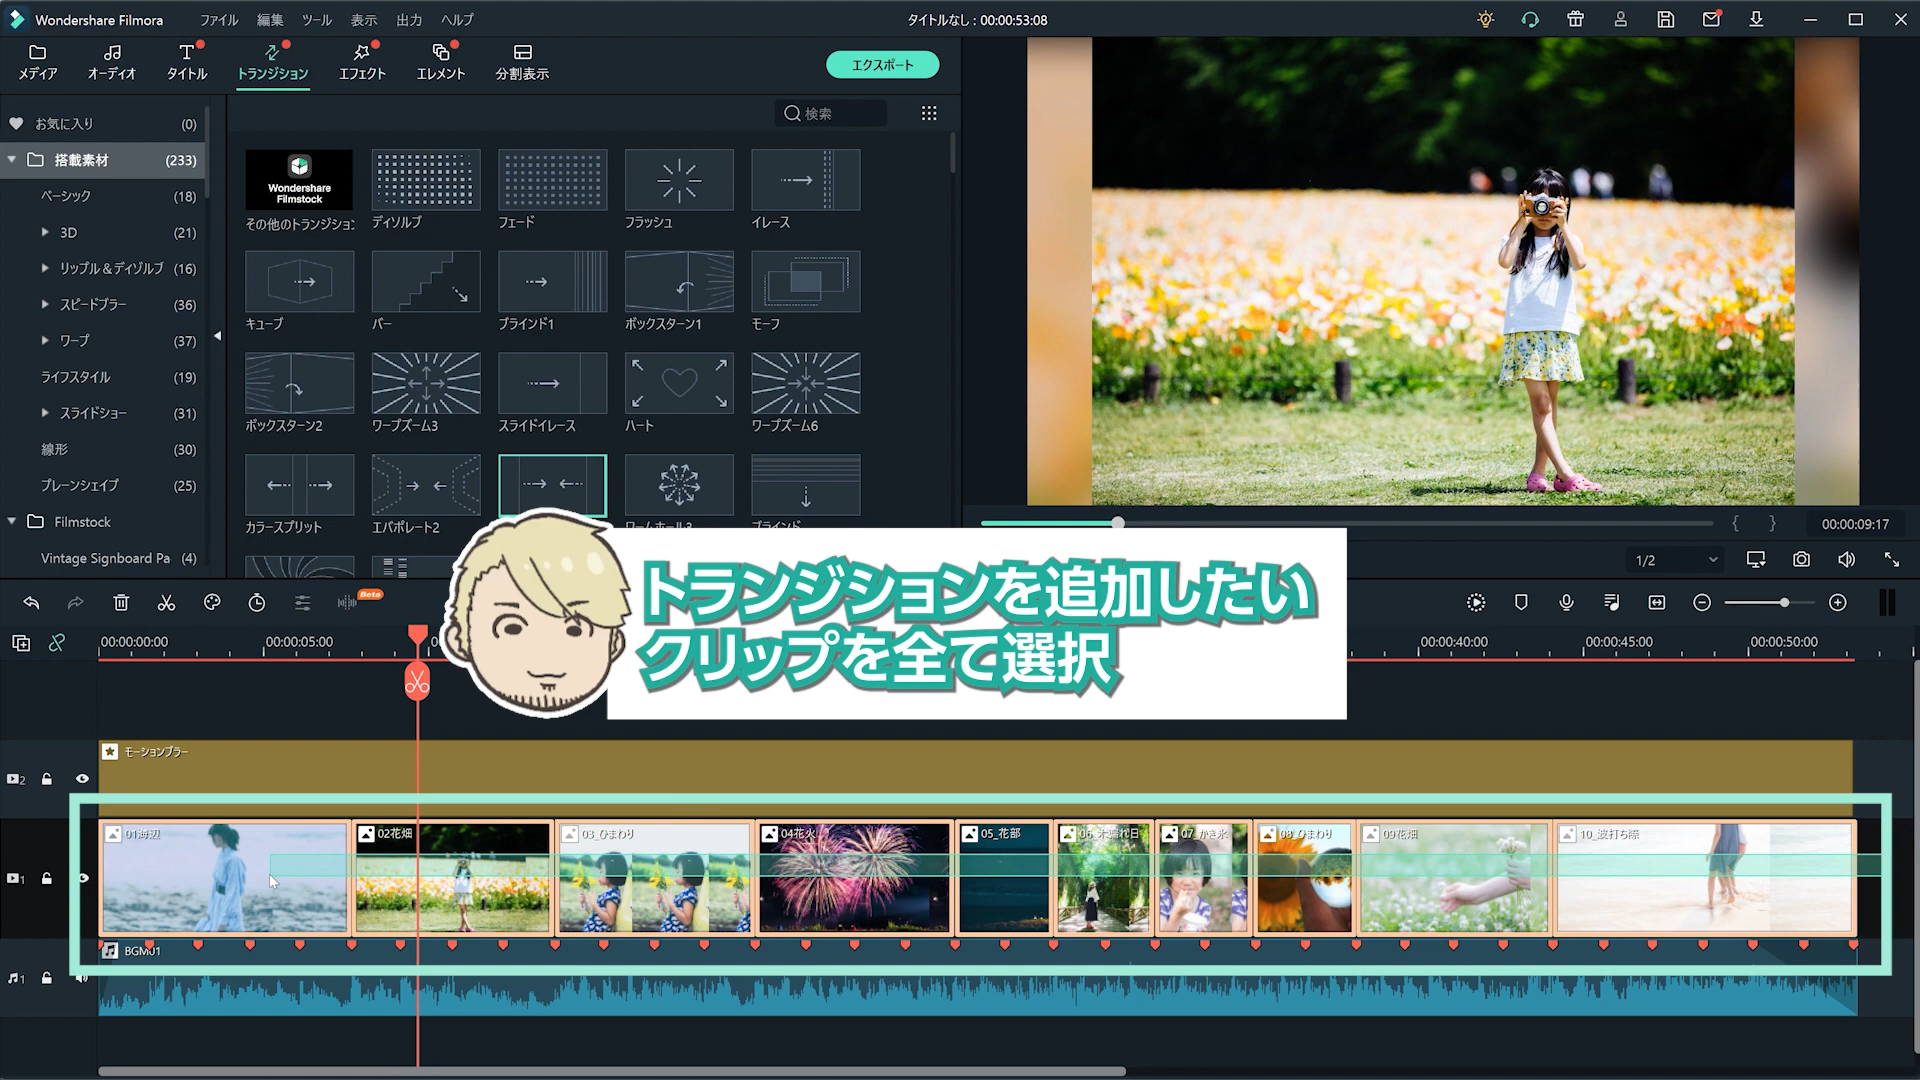 Wondershare Filmora
ファイル 編集 ツール 表示 出力 ヘルプ
タイトルなし : 00:00:53:08
メディア オーディオ タイトル トランジション エフェクト エレメント 分割表示
エクスポート
検索
お気に入り (0)
搭載素材 (233)
ベーシック (18)
3D (21)
リップル＆ディゾルブ (16)
スピードブラー (36)
ワープ (37)
ライフスタイル (19)
スライドショー (31)
線形 (30)
プレーンシェイプ (25)
Filmstock
Vintage Signboard Pa (4)
Wondershare
Filmstock
その他のトランジション ディゾルブ フェード フラッシュ イレース
キューブ バー ブラインド1 ボックスターン1 モーフ
ボックスターン2 ワープズーム3 スライドイレース ハート ワープズーム6
カラースプリット エバポレート2 ワームホール3 ブラインド
00:00:09:17
1/2
トランジションを追加したい
クリップを全て選択
Beta
00:00:00:00 00:00:05:00 00:00:40:00 00:00:45:00 00:00:50:00
2
モーションブラー
1
01海辺 02花畑 03_ひまわり 04花火 05_花部 06_木漏れ日 07_かき氷 08_ひまわり 09花畑 10_波打ち際
1
BGM01